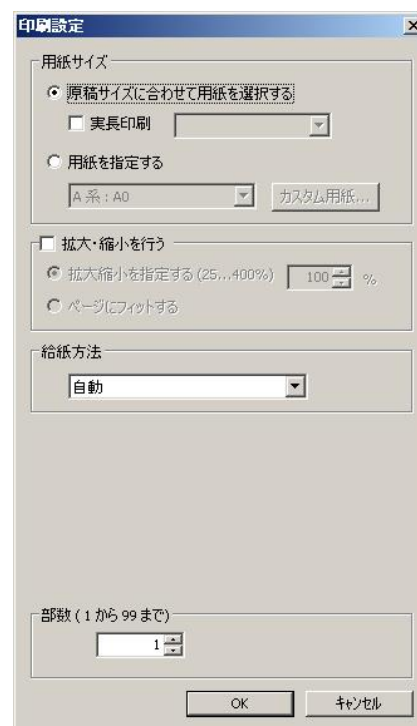 印刷設定
用紙サイズ
原稿サイズに合わせて用紙を選択する
実長印刷
用紙を指定する
A 系 : A0
カスタム用紙...
拡大・縮小を行う
拡大縮小を指定する(25...400%) 100 %
ページにフィットする
給紙方法
自動
部数 ( 1 から 99 まで)
1
OK キャンセル